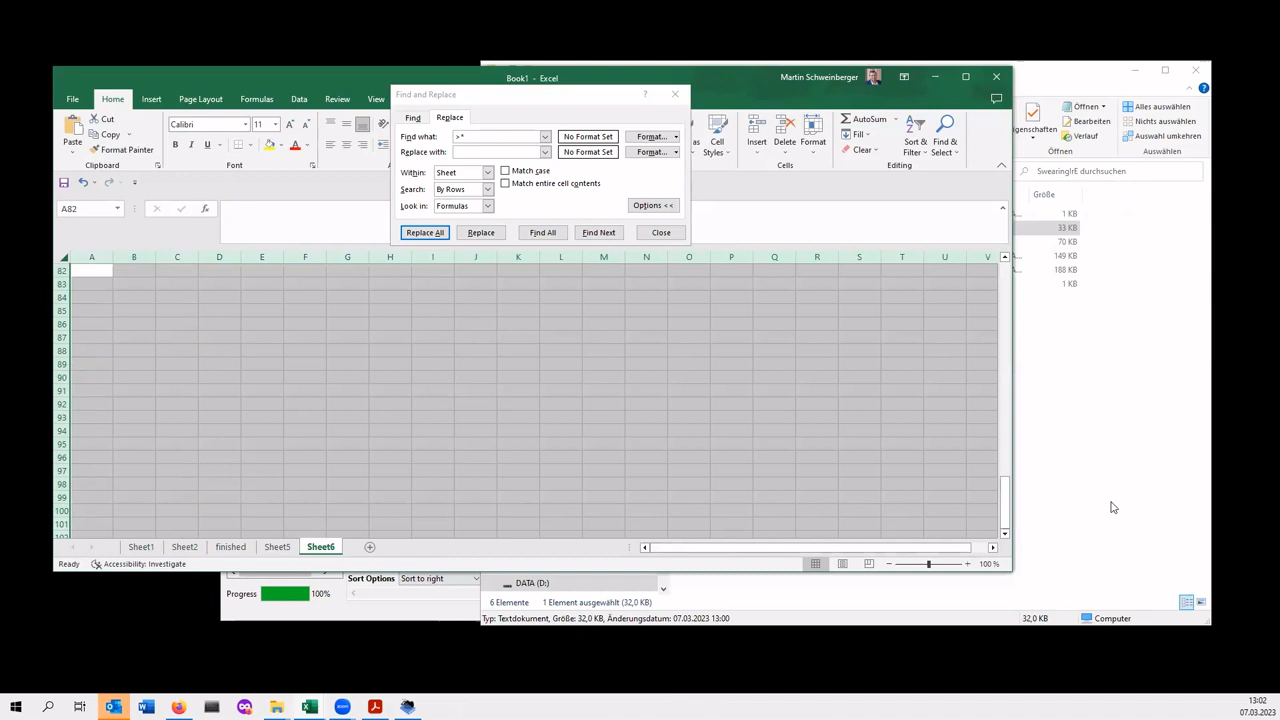 Book1 - Excel
Martin Schweinberger
File Home Insert Page Layout Formulas Data Review View
Find and Replace
?
Find Replace
Find what: >* No Format Set Format...
Replace with: No Format Set Format...
Within: Sheet Match case
Search: By Rows Match entire cell contents
Look in: Formulas Options <<
Replace All Replace Find All Find Next Close
Paste
Cut
Copy
Format Painter
Clipboard
Calibri 11
B I U
Font
Cell Styles
Insert Delete Format
Cells
AutoSum
Fill
Clear
Sort & Filter
Find & Select
Editing
Öffnen
Bearbeiten
Verlauf
Öffnen
Alles auswählen
Nichts auswählen
Auswahl umkehren
Auswählen
SwearingIrE durchsuchen
Größe
1 KB
33 KB
70 KB
149 KB
188 KB
1 KB
A82
fx
A B C D E F G H I J K L M N O P Q R S T U V
82
83
84
85
86
87
88
89
90
91
92
93
94
95
96
97
98
99
100
101
Sheet1 Sheet2 finished Sheet5 Sheet6
Ready Accessibility: Investigate 100 %
Sort Options Sort to right
Progress 100%
DATA (D:)
6 Elemente 1 Element ausgewählt (32,0 KB)
Typ: Textdokument, Größe: 32,0 KB, Änderungsdatum: 07.03.2023 13:00 32,0 KB Computer
13:02
07.03.2023